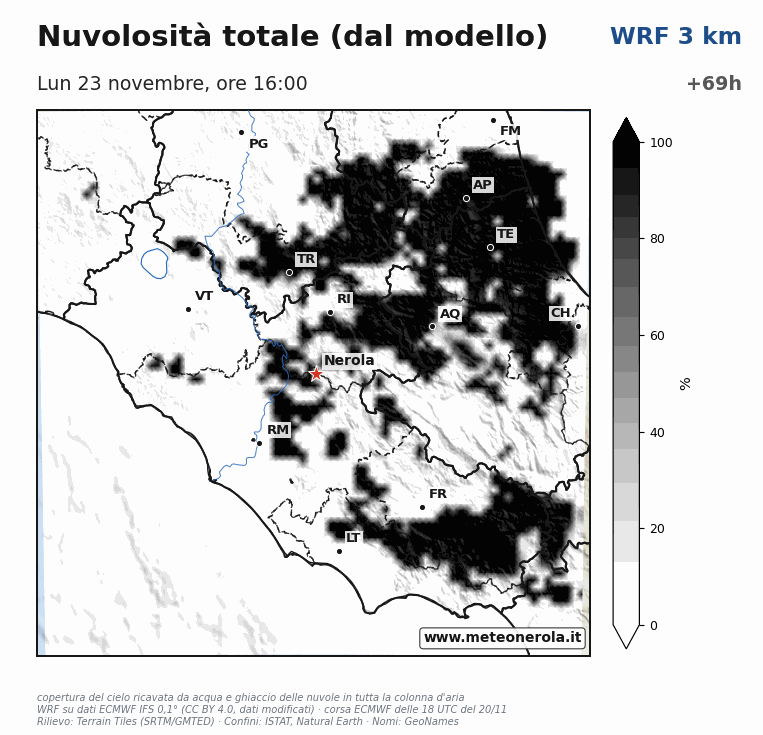 Nuvolosità totale (dal modello)
WRF 3 km
Lun 23 novembre, ore 16:00
+69h
FM
PG
AP
TE
TR
VT
RI
AQ
CH
Nerola
RM
FR
LT
100
80
60
40
20
0
%
www.meteonerola.it
copertura del cielo ricavata da acqua e ghiaccio delle nuvole in tutta la colonna d'aria
WRF su dati ECMWF IFS 0,1° (CC BY 4.0, dati modificati) · corsa ECMWF delle 18 UTC del 20/11
Rilievo: Terrain Tiles (SRTM/GMTED) · Confini: ISTAT, Natural Earth · Nomi: GeoNames